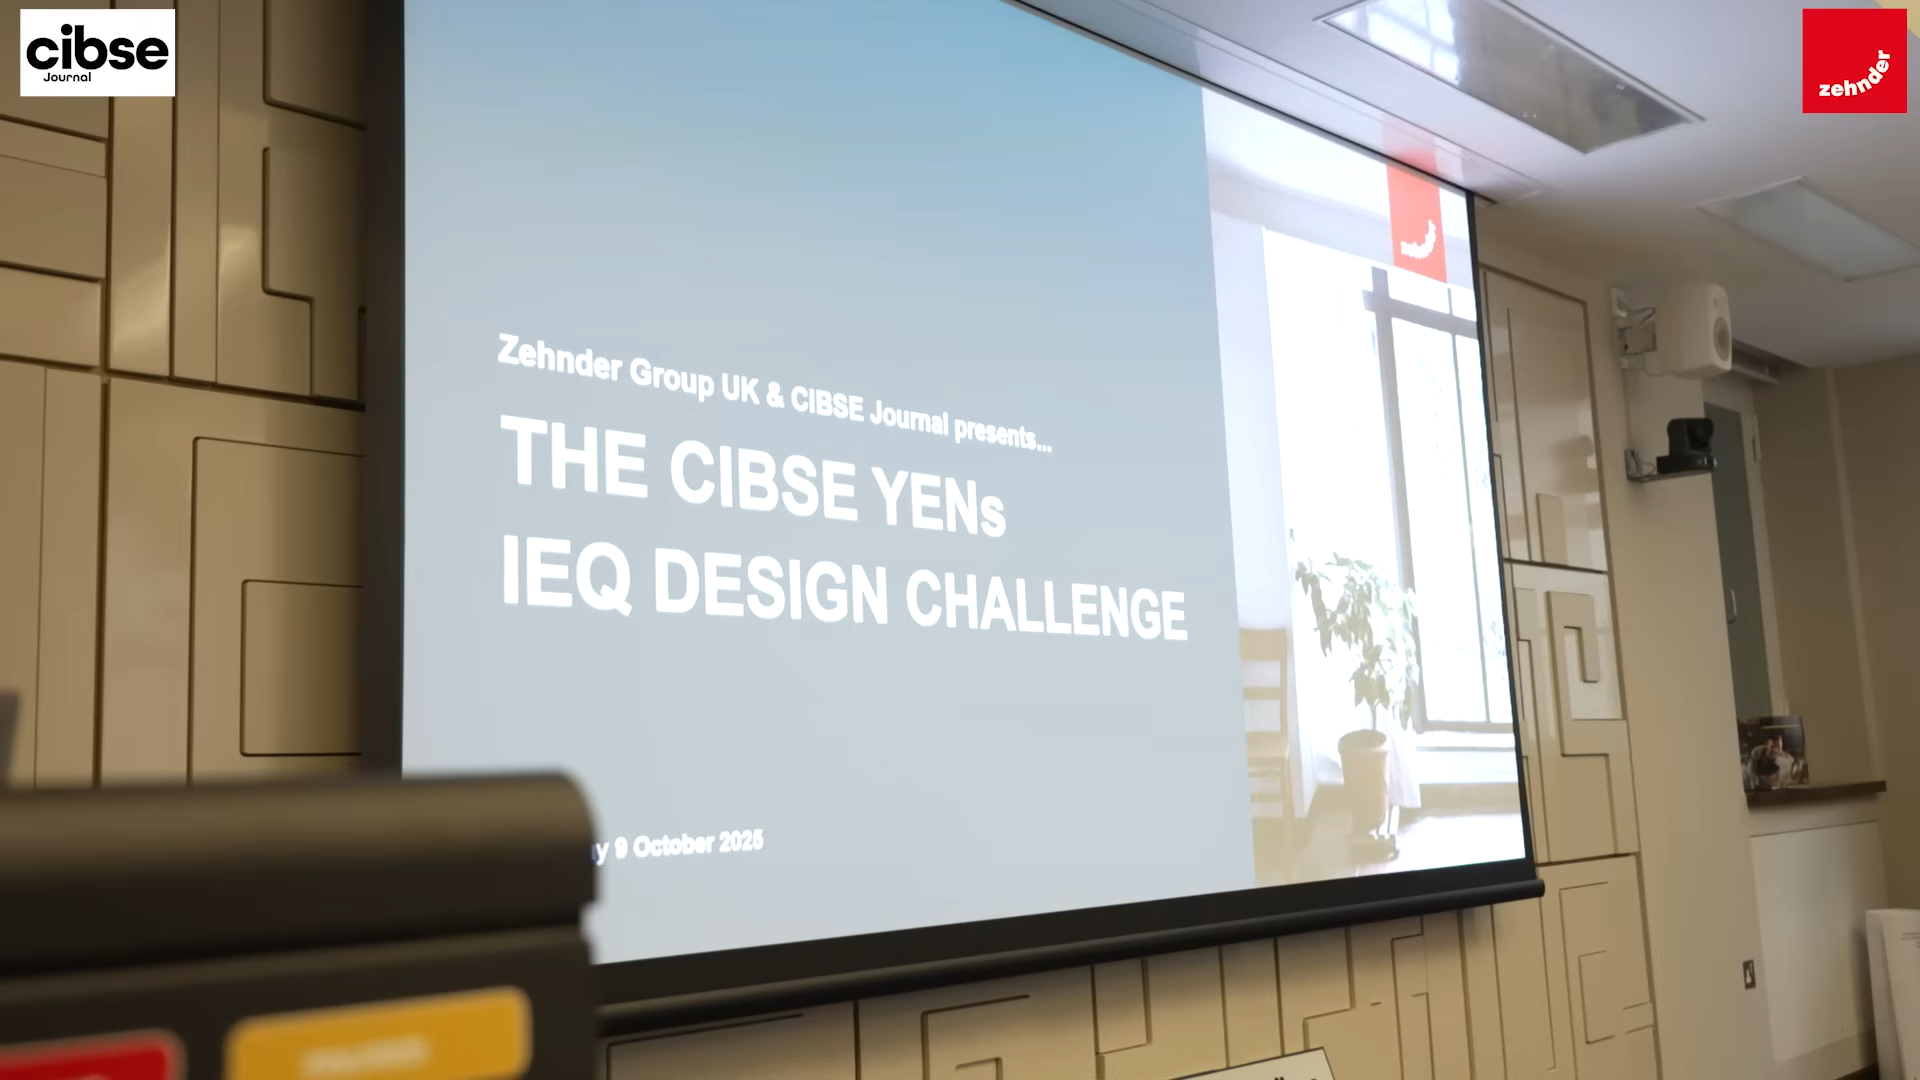 cibse
Journal
zehnder
Zehnder Group UK & CIBSE Journal presents...
THE CIBSE YENs
IEQ DESIGN CHALLENGE
9 October 2025